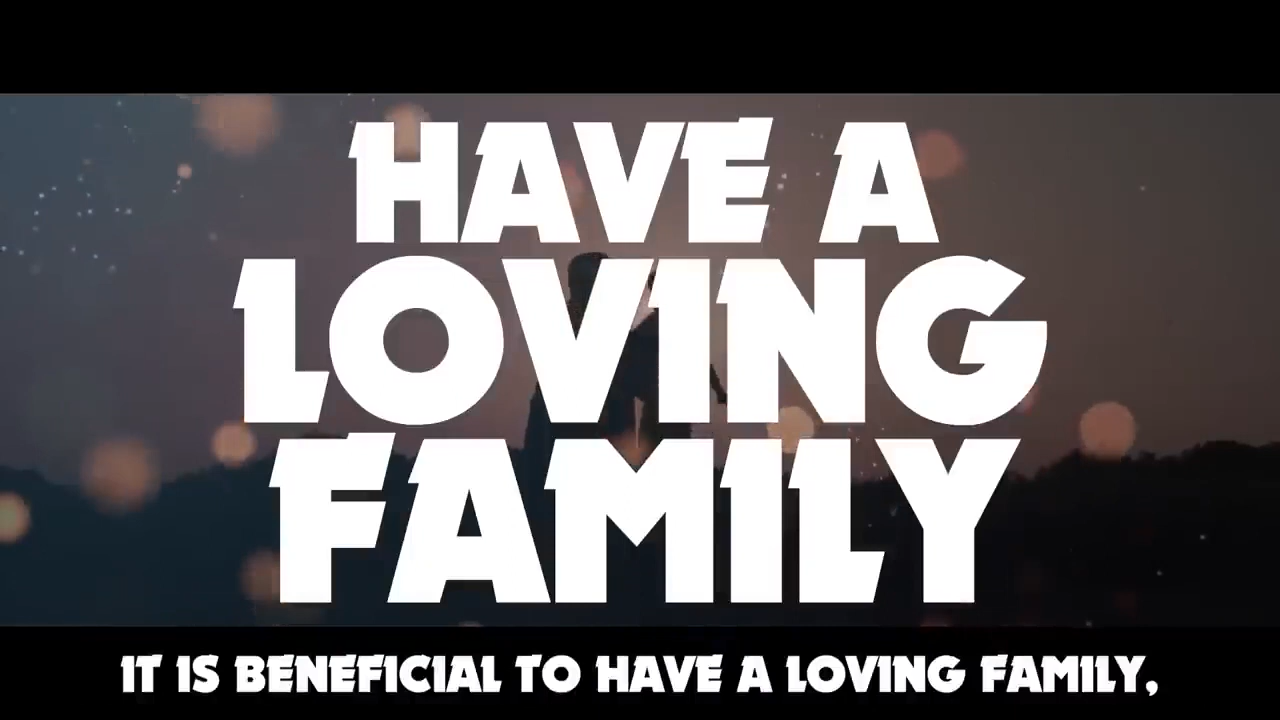 HAVE A
LOVING
FAMILY
IT IS BENEFICIAL TO HAVE A LOVING FAMILY,